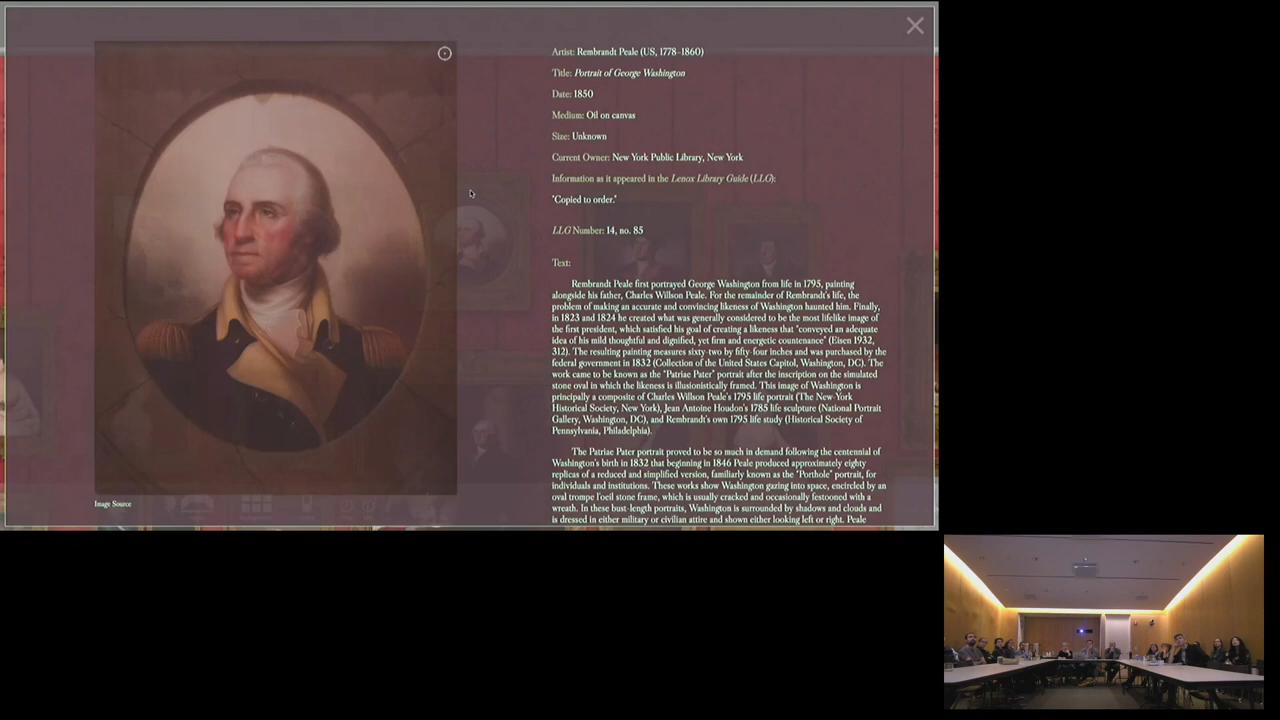 Artist: Rembrandt Peale (US, 1778-1860)
Title: Portrait of George Washington
Date: 1850
Medium: Oil on canvas
Size: Unknown
Current Owner: New York Public Library, New York
Information as it appeared in the Lenox Library Guide (LLG):
"Copied to order."
LLG Number: 14, no. 85
Text:
Rembrandt Peale first portrayed George Washington from life in 1795, painting
alongside his father, Charles Willson Peale. For the remainder of Rembrandt's life, the
problem of making an accurate and convincing likeness of Washington haunted him. Finally,
in 1823 and 1824 he created what was generally considered to be the most lifelike image of
the first president, which satisfied his goal of creating a likeness that "conveyed an adequate
idea of his mild thoughtful and dignified, yet firm and energetic countenance" (Eisen 1932,
312). The resulting painting measures sixty-two by fifty-four inches and was purchased by the
federal government in 1832 (Collection of the United States Capitol, Washington, DC). The
work came to be known as the "Patriae Pater" portrait after the inscription on the simulated
stone oval in which the likeness is illusionistically framed. This image of Washington is
principally a composite of Charles Willson Peale's 1795 life portrait (The New-York
Historical Society, New York), Jean Antoine Houdon's 1785 life sculpture (National Portrait
Gallery, Washington, DC), and Rembrandt's own 1795 life study (Historical Society of
Pennsylvania, Philadelphia).
The Patriae Pater portrait proved to be so much in demand following the centennial of
Washington's birth in 1832 that beginning in 1846 Peale produced approximately eighty
replicas of a reduced and simplified version, familiarly known as the "Porthole" portrait, for
individuals and institutions. These works show Washington gazing into space, encircled by an
oval trompe l'oeil stone frame, which is usually cracked and occasionally festooned with a
wreath. In these bust-length portraits, Washington is surrounded by shadows and clouds and
is dressed in either military or civilian attire and shown either looking left or right. Peale
Image Source